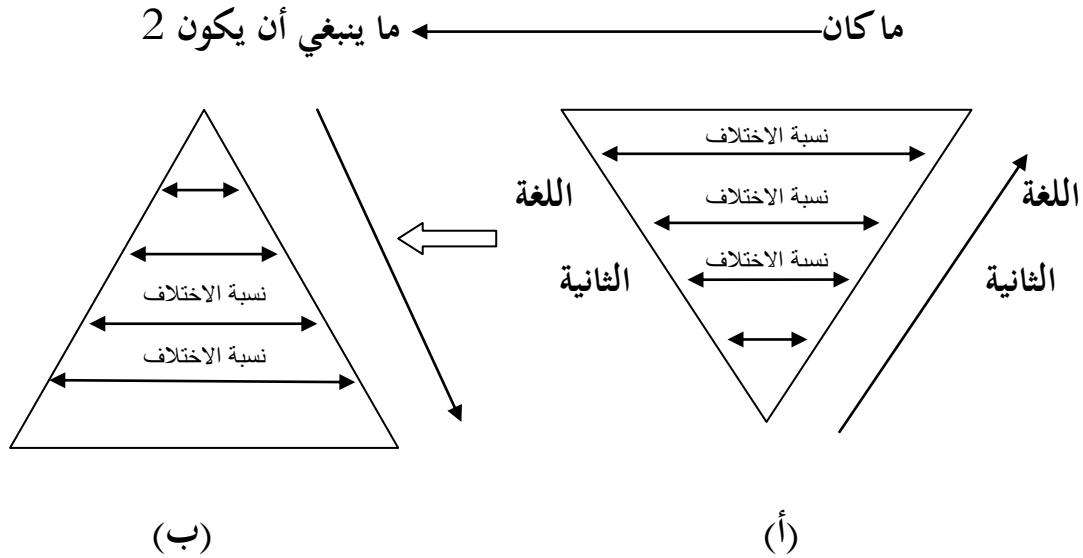 ما كان
ما ينبغي أن يكون 2
نسبة الاختلاف
نسبة الاختلاف
نسبة الاختلاف
اللغة
الثانية
اللغة
الثانية
نسبة الاختلاف
نسبة الاختلاف
(أ)
(ب)